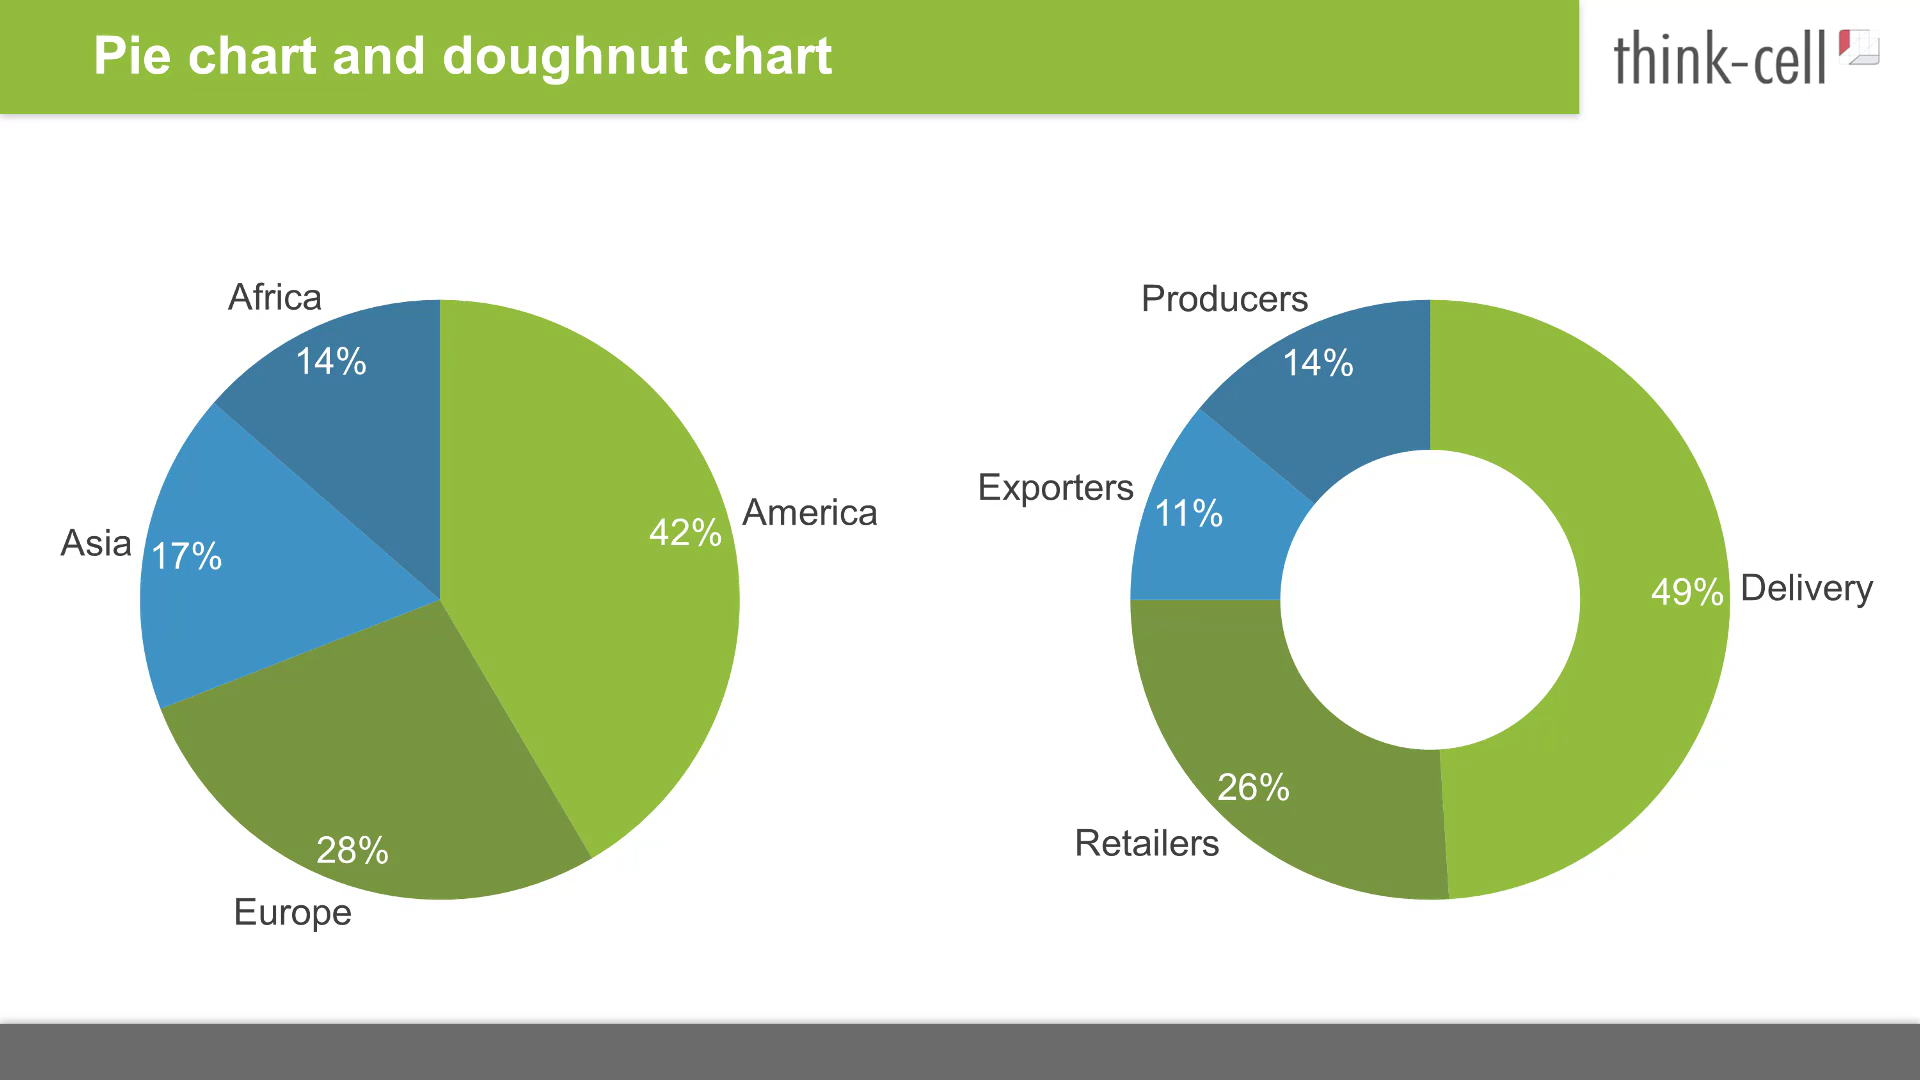 Pie chart and doughnut chart
think-cell
Africa
14%
Asia
17%
42%
America
28%
Europe
Producers
14%
Exporters
11%
49%
Delivery
26%
Retailers